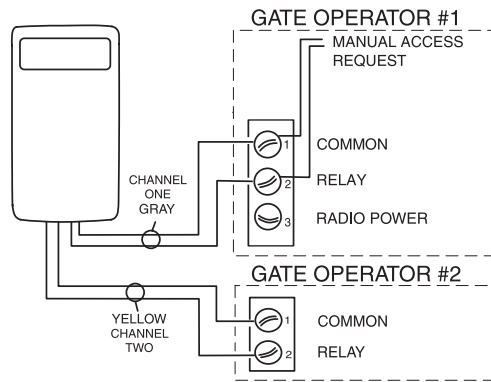 GATE OPERATOR #1
MANUAL ACCESS
REQUEST
1 COMMON
2 RELAY
3 RADIO POWER
CHANNEL
ONE
GRAY
GATE OPERATOR #2
1 COMMON
2 RELAY
YELLOW
CHANNEL
TWO